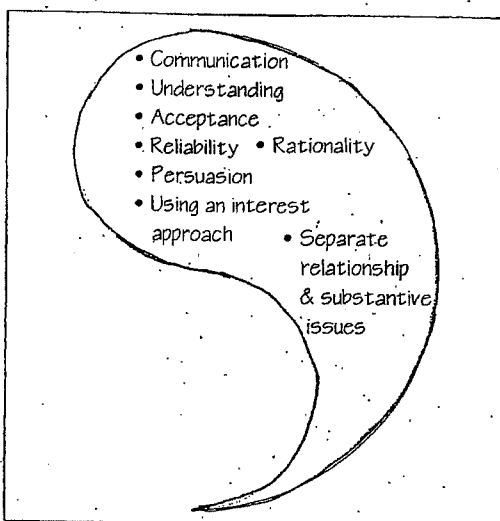 • Communication
• Understanding
• Acceptance
• Reliability • Rationality
• Persuasion
• Using an interest
approach
• Separate
relationship
& substantive
issues